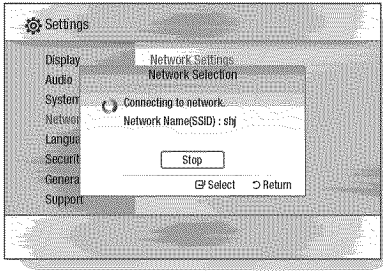 Settings
Display
Network Settings
Network Selection
Audio
System
Connecting to network.
Networ
Network Name(SSID) : shj
Langua
Securit
Stop
Genera
Select Return
Support